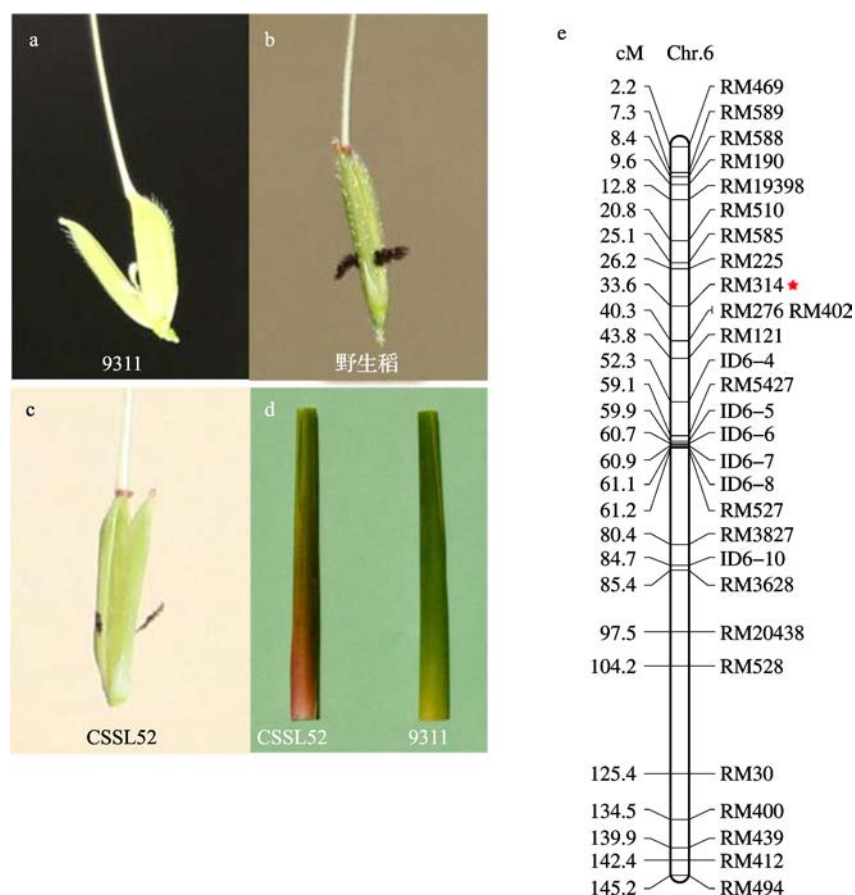 a
9311
b
野生稻
c
CSSL52
d
CSSL52 9311
e
cM Chr.6
2.2 RM469
7.3 RM589
8.4 RM588
9.6 RM190
12.8 RM19398
20.8 RM510
25.1 RM585
26.2 RM225
33.6 RM314
40.3 RM276 RM402
43.8 RM121
52.3 ID6-4
59.1 RM5427
59.9 ID6-5
60.7 ID6-6
60.9 ID6-7
61.1 ID6-8
61.2 RM527
80.4 RM3827
84.7 ID6-10
85.4 RM3628
97.5 RM20438
104.2 RM528
125.4 RM30
134.5 RM400
139.9 RM439
142.4 RM412
145.2 RM494